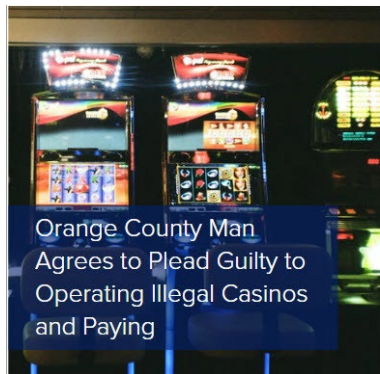 Orange County Man
Agrees to Plead Guilty to
Operating Illegal Casinos
and Paying